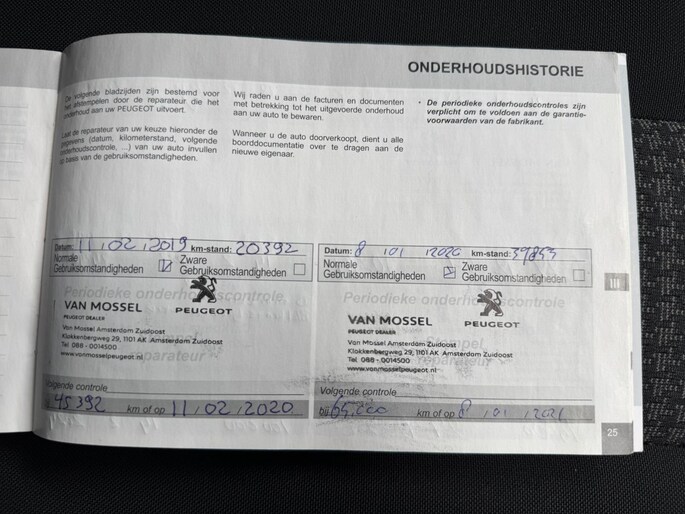 ONDERHOUDSHISTORIE
De volgende bladzijden zijn bestemd voor
het afstempelen door de reparateur die het
onderhoud aan uw PEUGEOT uitvoert.
Laat de reparateur van uw keuze hieronder de
gegevens (datum, kilometerstand, volgende
onderhoudscontrole, ...) van uw auto invullen
op basis van de gebruiksomstandigheden.
Wij raden u aan de facturen en documenten
met betrekking tot het uitgevoerde onderhoud
aan uw auto te bewaren.
Wanneer u de auto doorverkoopt, dient u alle
boorddocumentatie over te dragen aan de
nieuwe eigenaar.
* De periodieke onderhoudscontroles zijn
verplicht om te voldoen aan de garantie-
voorwaarden van de fabrikant.
Datum: 11/02/2019 km-stand: 20392
Normale Gebruiksomstandigheden
Zware Gebruiksomstandigheden
Periodieke onderhoudscontrole
VAN MOSSEL
PEUGEOT DEALER
PEUGEOT
Van Mossel Amsterdam Zuidoost
Klokkenbergweg 29, 1101 AK Amsterdam Zuidoost
Tel. 088 - 0014500
www.vanmosselpeugeot.nl
reparateur
Volgende controle
45392 km of op 11/02/2020
Datum: 8/01/2020 km-stand:
Normale Gebruiksomstandigheden
Zware Gebruiksomstandigheden
Periodieke onderhoudscontrole
VAN MOSSEL
PEUGEOT DEALER
PEUGEOT
Van Mossel Amsterdam Zuidoost
Klokkenbergweg 29, 1101 AK Amsterdam Zuidoost
Tel. 088 - 0014500
www.vanmosselpeugeot.nl
reparateur
Volgende controle
bij km of op 8/01/2021
III
25